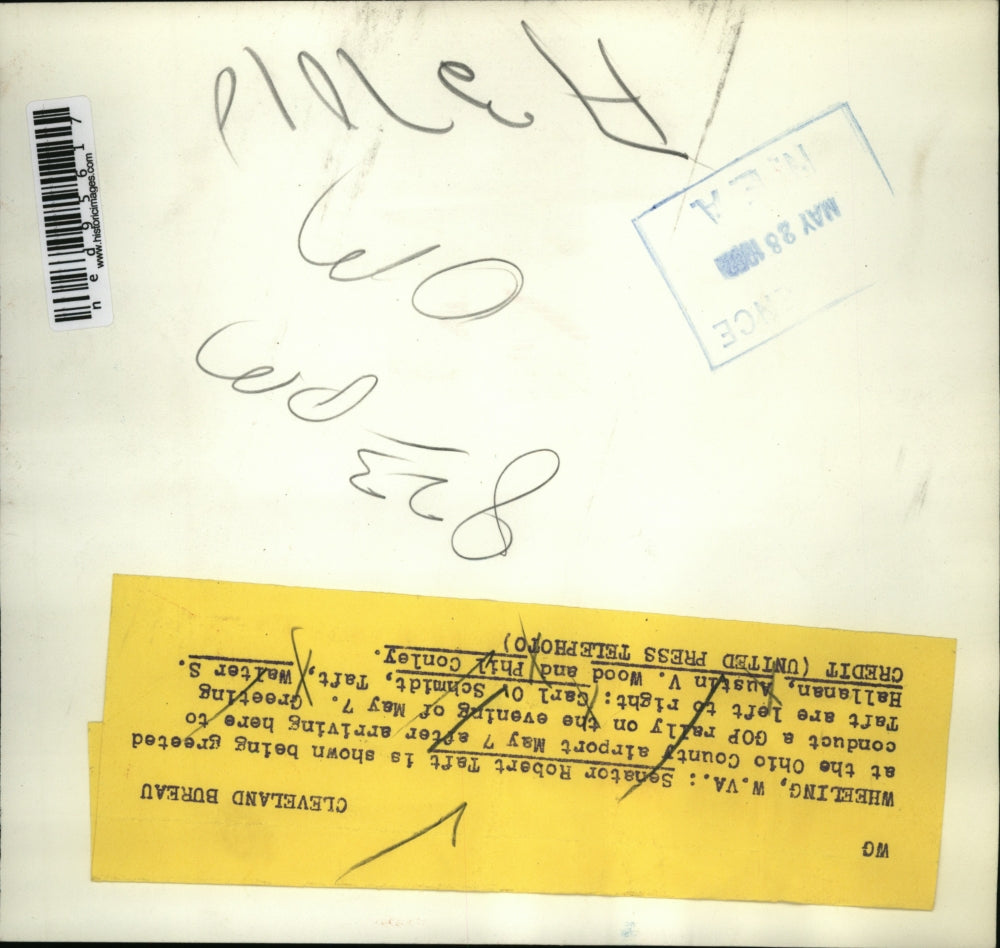 WG
CLEVELAND BUREAU
WHEELING, W.VA.: Senator Robert Taft is shown being greeted
at the Ohio County airport May 7 after arriving here to
conduct a GOP rally on the evening of May 7. Greeting
Taft are left to right: Carl O. Schmidt, Taft, Walter S.
Hallanan, Austin V. Wood and Phil Conley.
CREDIT (UNITED PRESS TELEPHOTO)
823
N.E.A
MAY 28
ned95617
www.historicimages.com